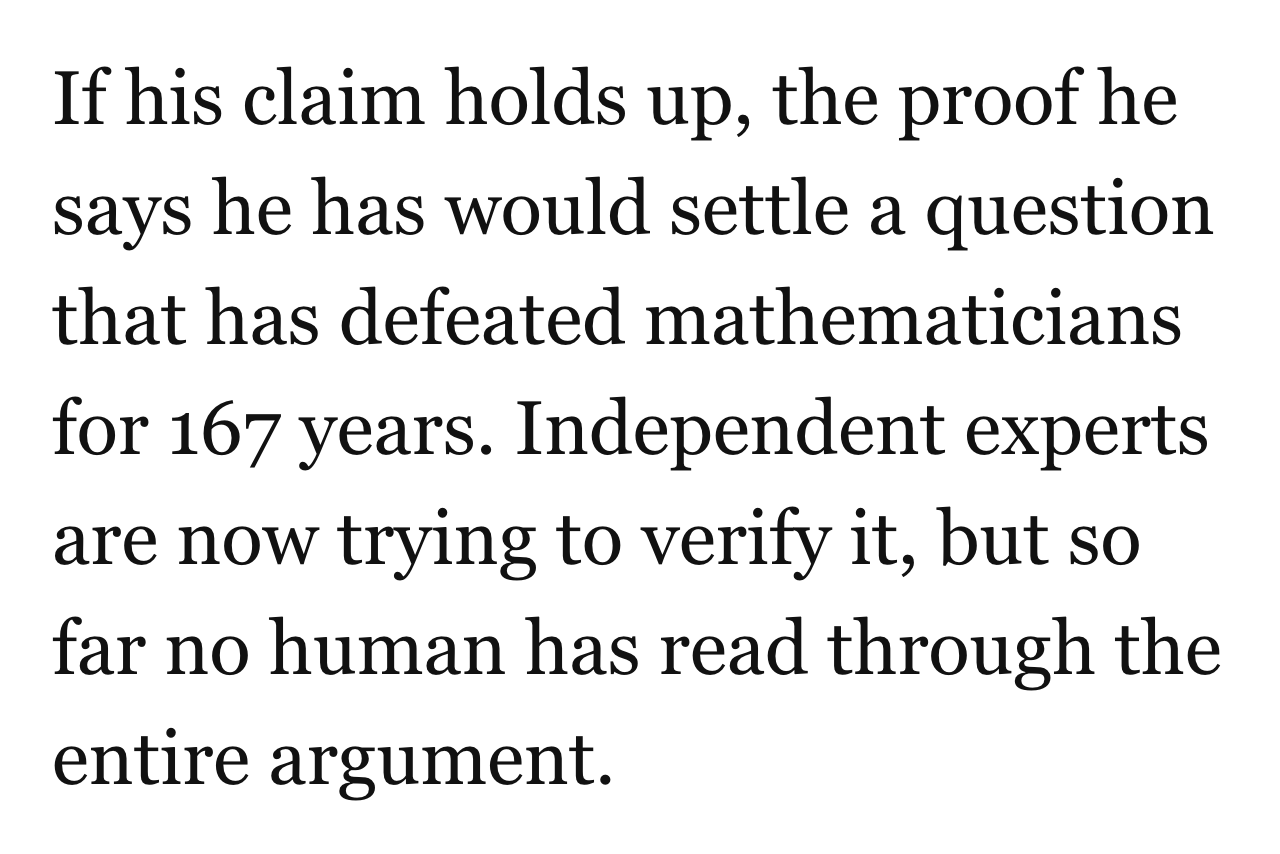 If his claim holds up, the proof he
says he has would settle a question
that has defeated mathematicians
for 167 years. Independent experts
are now trying to verify it, but so
far no human has read through the
entire argument.